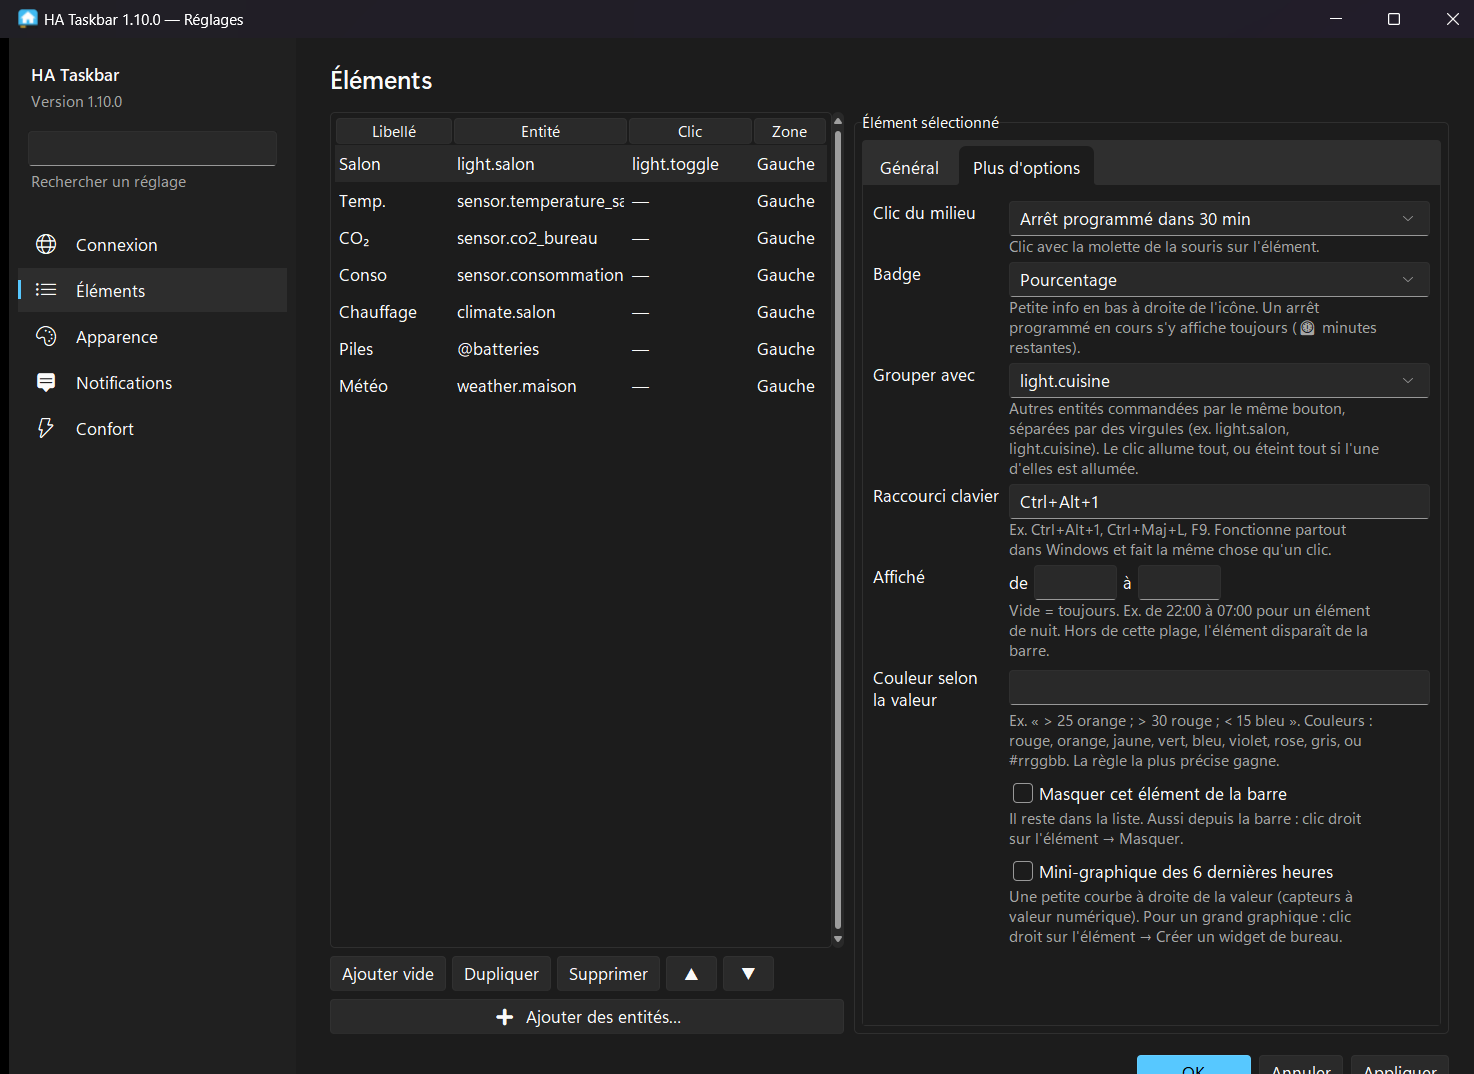 HA Taskbar 1.10.0 — Réglages
HA Taskbar
Version 1.10.0
Rechercher un réglage
Connexion
Éléments
Apparence
Notifications
Confort
Éléments
Libellé Entité Clic Zone
Salon light.salon light.toggle Gauche
Temp. sensor.temperature_sa — Gauche
CO₂ sensor.co2_bureau — Gauche
Conso sensor.consommation — Gauche
Chauffage climate.salon — Gauche
Piles @batteries — Gauche
Météo weather.maison — Gauche
Ajouter vide Dupliquer Supprimer ▲ ▼
Ajouter des entités...
Élément sélectionné
Général Plus d'options
Clic du milieu Arrêt programmé dans 30 min
Clic avec la molette de la souris sur l'élément.
Badge Pourcentage
Petite info en bas à droite de l'icône. Un arrêt
programmé en cours s'y affiche toujours (⏱ minutes
restantes).
Grouper avec light.cuisine
Autres entités commandées par le même bouton,
séparées par des virgules (ex. light.salon,
light.cuisine). Le clic allume tout, ou éteint tout si l'une
d'elles est allumée.
Raccourci clavier Ctrl+Alt+1
Ex. Ctrl+Alt+1, Ctrl+Maj+L, F9. Fonctionne partout
dans Windows et fait la même chose qu'un clic.
Affiché de à
Vide = toujours. Ex. de 22:00 à 07:00 pour un élément
de nuit. Hors de cette plage, l'élément disparaît de la
barre.
Couleur selon
la valeur
Ex. « > 25 orange ; > 30 rouge ; < 15 bleu ». Couleurs :
rouge, orange, jaune, vert, bleu, violet, rose, gris, ou
#rrggbb. La règle la plus précise gagne.
Masquer cet élément de la barre
Il reste dans la liste. Aussi depuis la barre : clic droit
sur l'élément → Masquer.
Mini-graphique des 6 dernières heures
Une petite courbe à droite de la valeur (capteurs à
valeur numérique). Pour un grand graphique : clic
droit sur l'élément → Créer un widget de bureau.
OK Annuler Appliquer